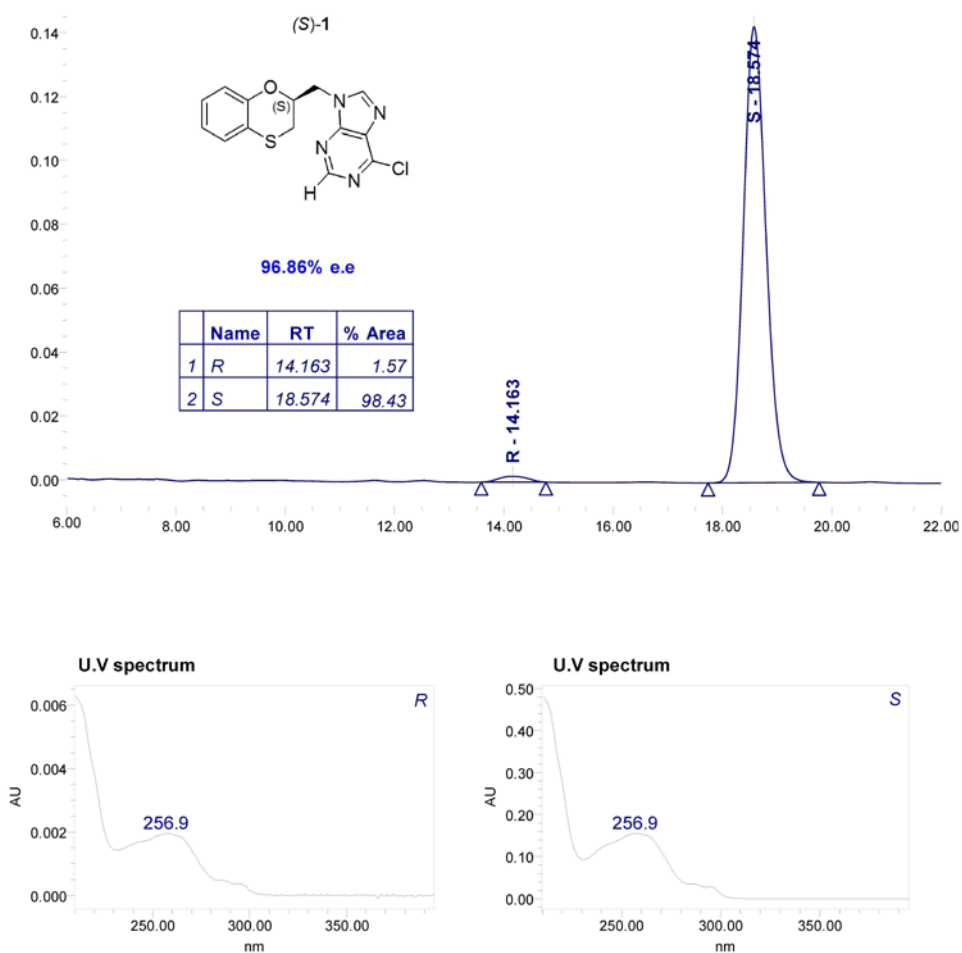 (S)-1
0.14
0.12
0.10
0.08
0.06
0.04
0.02
0.00
O
(S)
S
N
N
N
N
H
Cl
96.86% e.e
Name RT % Area
1 R 14.163 1.57
2 S 18.574 98.43
R - 14.163
S - 18.574
6.00 8.00 10.00 12.00 14.00 16.00 18.00 20.00 22.00
U.V spectrum
R
0.006
0.004
0.002
0.000
AU
256.9
250.00 300.00 350.00
nm
U.V spectrum
S
0.50
0.40
0.30
0.20
0.10
0.00
AU
256.9
250.00 300.00 350.00
nm